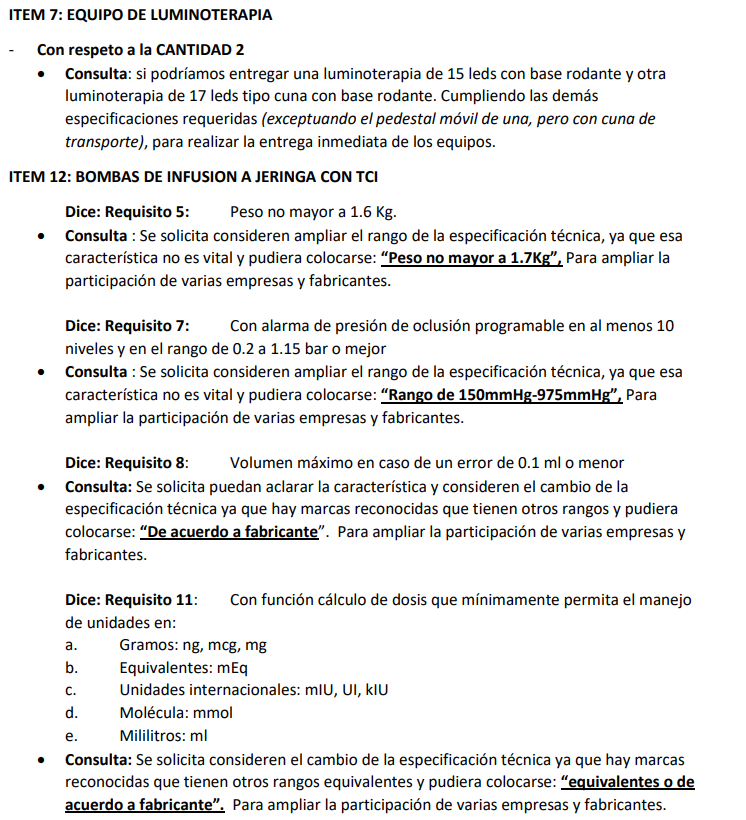 ITEM 7: EQUIPO DE LUMINOTERAPIA
- Con respeto a la CANTIDAD 2
• Consulta: si podríamos entregar una luminoterapia de 15 leds con base rodante y otra
luminoterapia de 17 leds tipo cuna con base rodante. Cumpliendo las demás
especificaciones requeridas (exceptuando el pedestal móvil de una, pero con cuna de
transporte), para realizar la entrega inmediata de los equipos.
ITEM 12: BOMBAS DE INFUSION A JERINGA CON TCI
Dice: Requisito 5: Peso no mayor a 1.6 Kg.
• Consulta : Se solicita consideren ampliar el rango de la especificación técnica, ya que esa
característica no es vital y pudiera colocarse: “Peso no mayor a 1.7Kg”, Para ampliar la
participación de varias empresas y fabricantes.
Dice: Requisito 7: Con alarma de presión de oclusión programable en al menos 10
niveles y en el rango de 0.2 a 1.15 bar o mejor
• Consulta : Se solicita consideren ampliar el rango de la especificación técnica, ya que esa
característica no es vital y pudiera colocarse: “Rango de 150mmHg-975mmHg”, Para
ampliar la participación de varias empresas y fabricantes.
Dice: Requisito 8: Volumen máximo en caso de un error de 0.1 ml o menor
• Consulta: Se solicita puedan aclarar la característica y consideren el cambio de la
especificación técnica ya que hay marcas reconocidas que tienen otros rangos y pudiera
colocarse: “De acuerdo a fabricante”. Para ampliar la participación de varias empresas y
fabricantes.
Dice: Requisito 11: Con función cálculo de dosis que mínimamente permita el manejo
de unidades en:
a. Gramos: ng, mcg, mg
b. Equivalentes: mEq
c. Unidades internacionales: mIU, UI, kIU
d. Molécula: mmol
e. Mililitros: ml
• Consulta: Se solicita consideren el cambio de la especificación técnica ya que hay marcas
reconocidas que tienen otros rangos equivalentes y pudiera colocarse: “equivalentes o de
acuerdo a fabricante”. Para ampliar la participación de varias empresas y fabricantes.